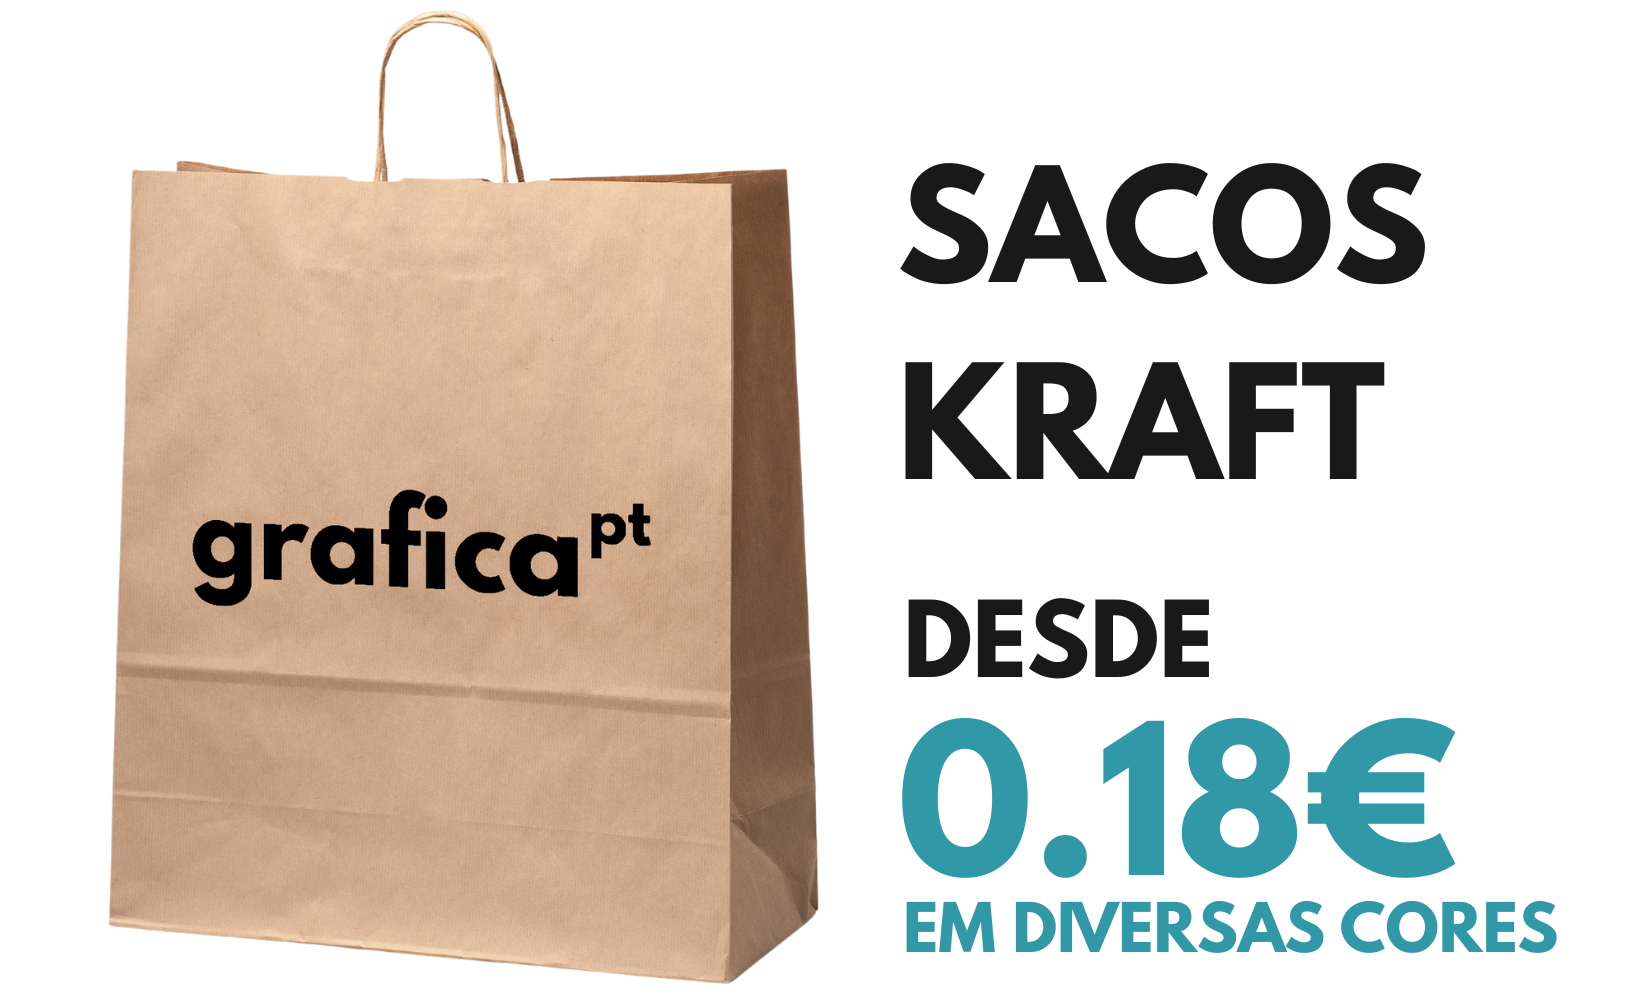 grafica pt
SACOS
KRAFT
DESDE
0.18€
EM DIVERSAS CORES